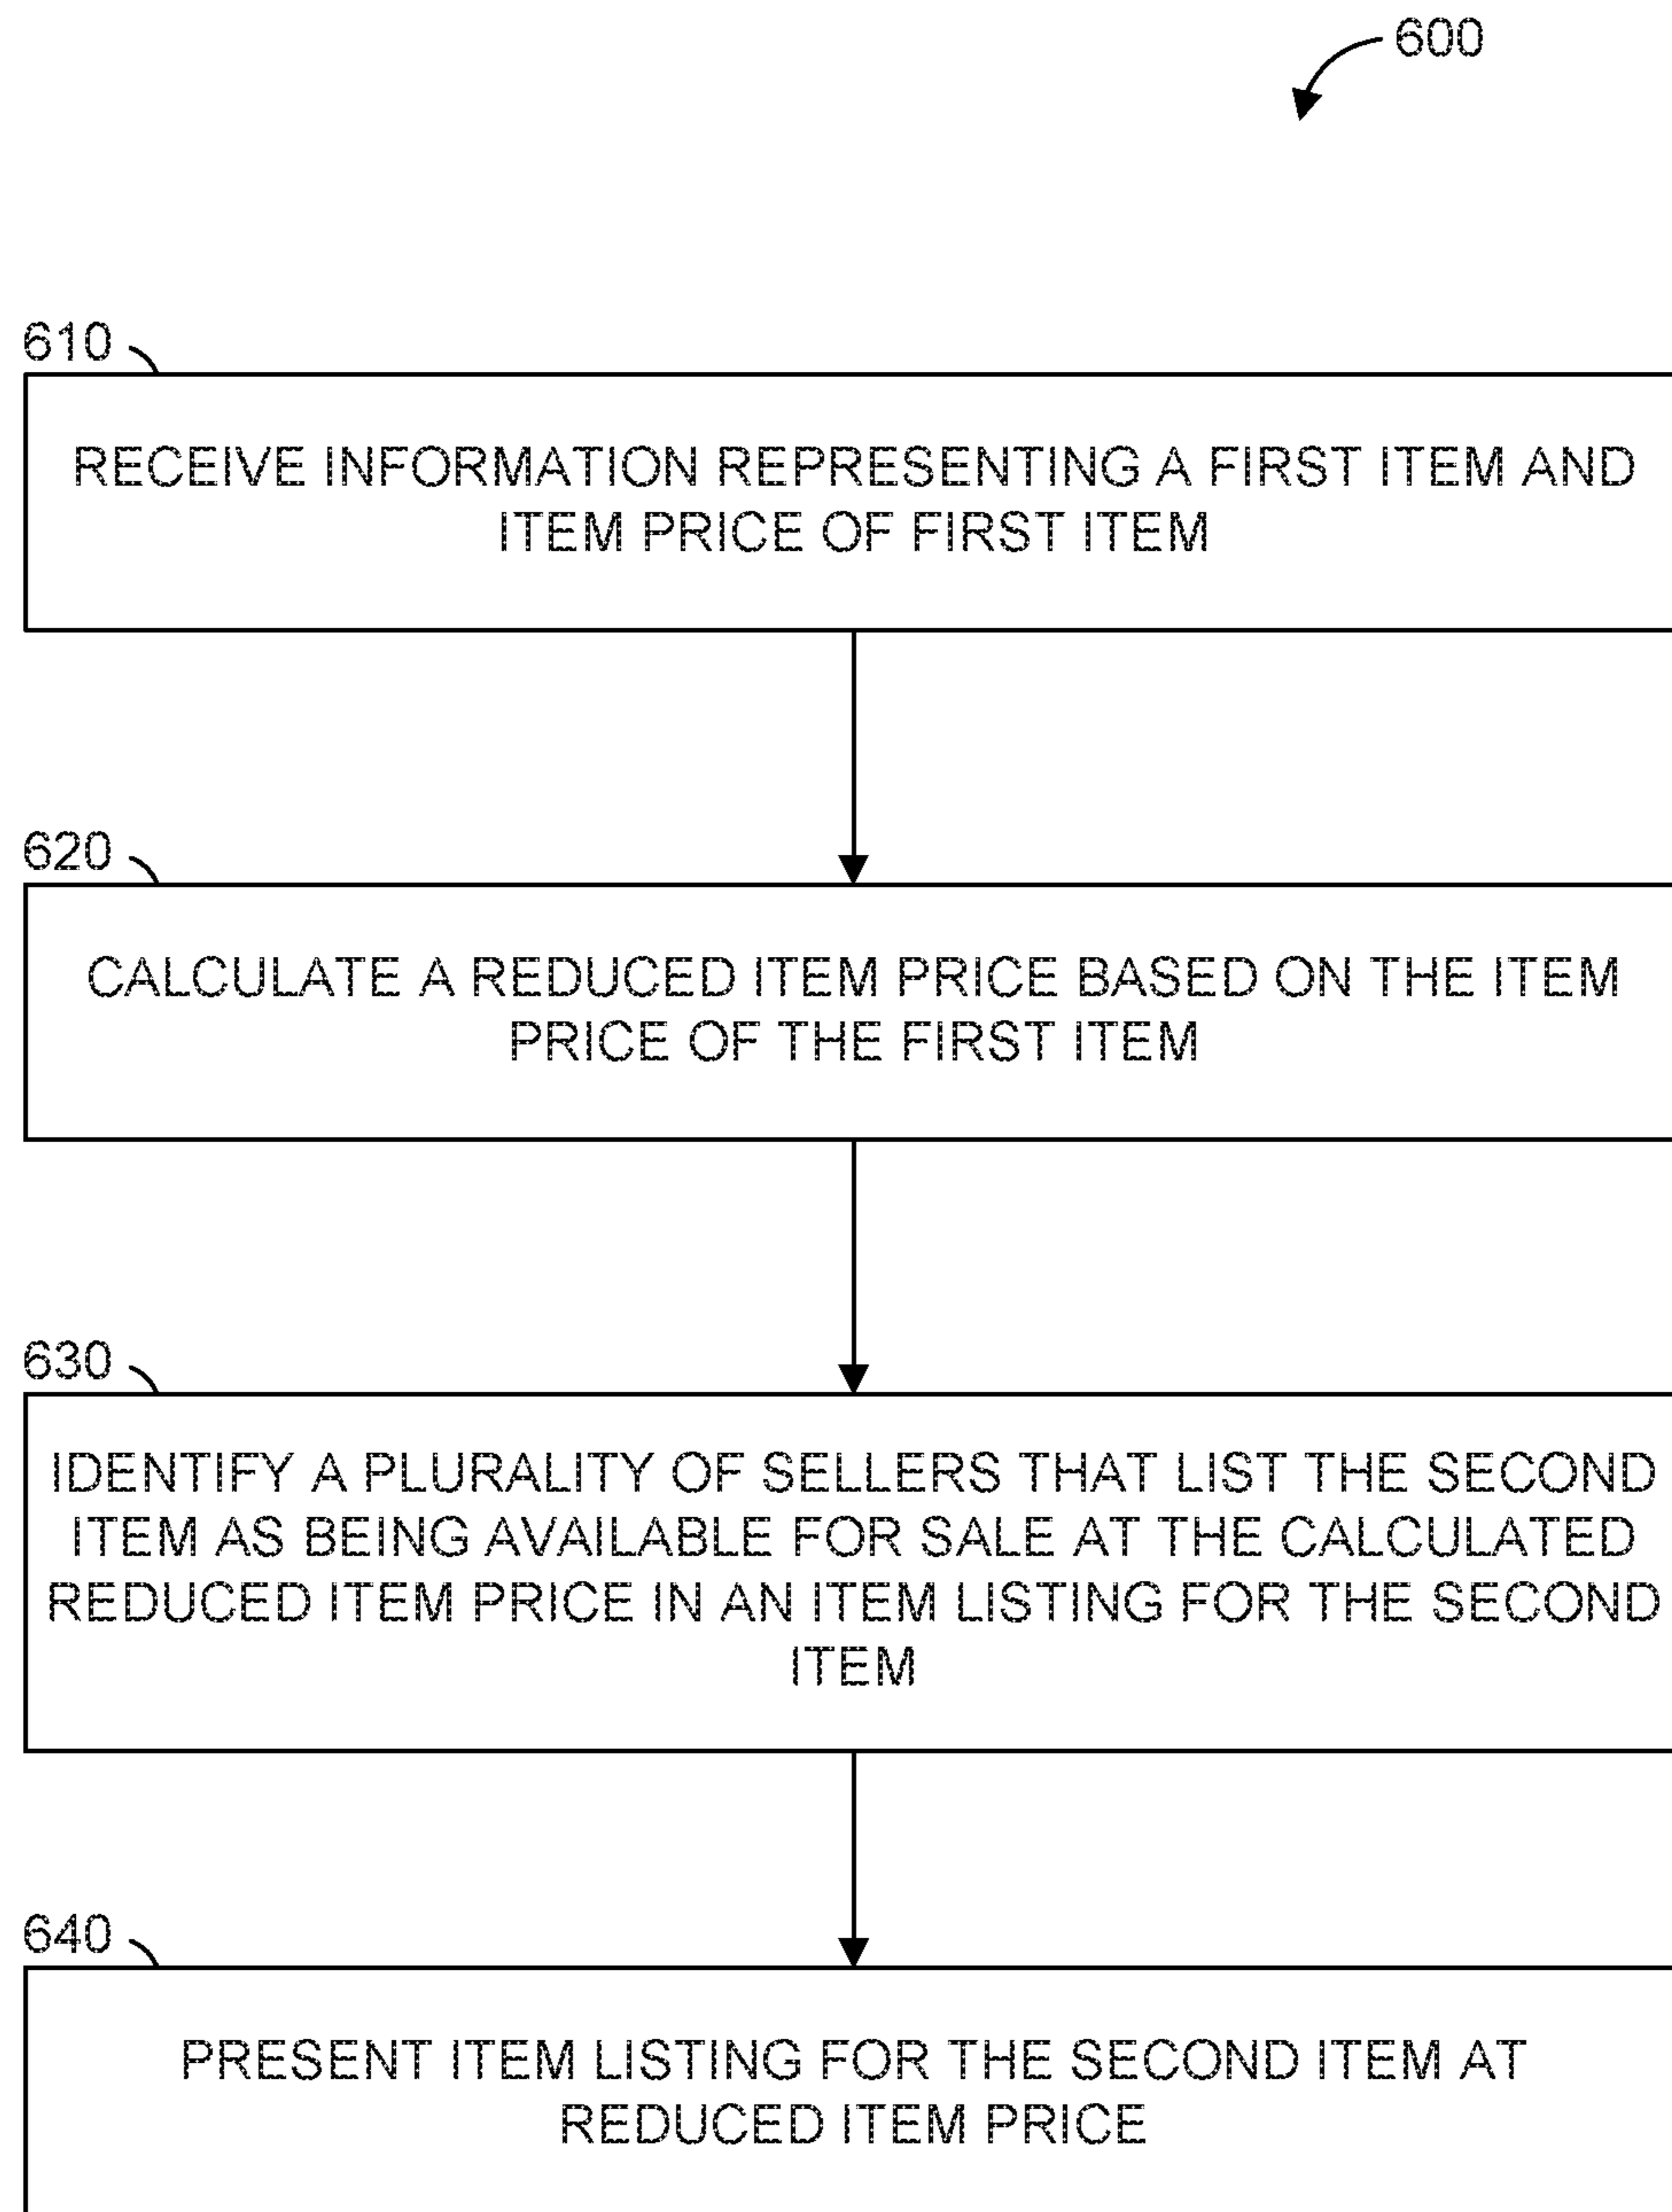 600
610
RECEIVE INFORMATION REPRESENTING A FIRST ITEM AND
ITEM PRICE OF FIRST ITEM
620
CALCULATE A REDUCED ITEM PRICE BASED ON THE ITEM
PRICE OF THE FIRST ITEM
630
IDENTIFY A PLURALITY OF SELLERS THAT LIST THE SECOND
ITEM AS BEING AVAILABLE FOR SALE AT THE CALCULATED
REDUCED ITEM PRICE IN AN ITEM LISTING FOR THE SECOND
ITEM
640
PRESENT ITEM LISTING FOR THE SECOND ITEM AT
REDUCED ITEM PRICE